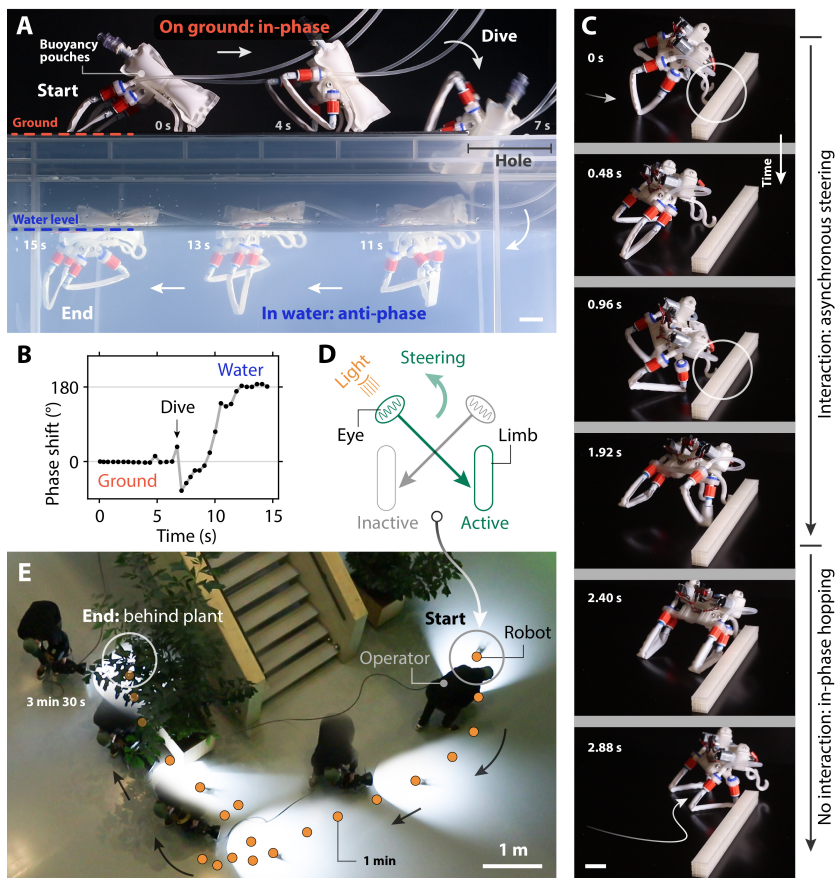 A
On ground: in-phase
Buoyancy
pouches
Dive
Start
Ground
0 s
4 s
7 s
Hole
Water level
15 s
13 s
11 s
End
In water: anti-phase
B
Phase shift (°)
180
0
Water
Dive
Ground
0
5
10
15
Time (s)
D
Steering
Light
Eye
Limb
Inactive
Active
C
0 s
Time
0.48 s
0.96 s
1.92 s
2.40 s
2.88 s
Interaction: asynchronous steering
No interaction: in-phase hopping
E
End: behind plant
Start
Robot
Operator
3 min 30 s
1 min
1 m